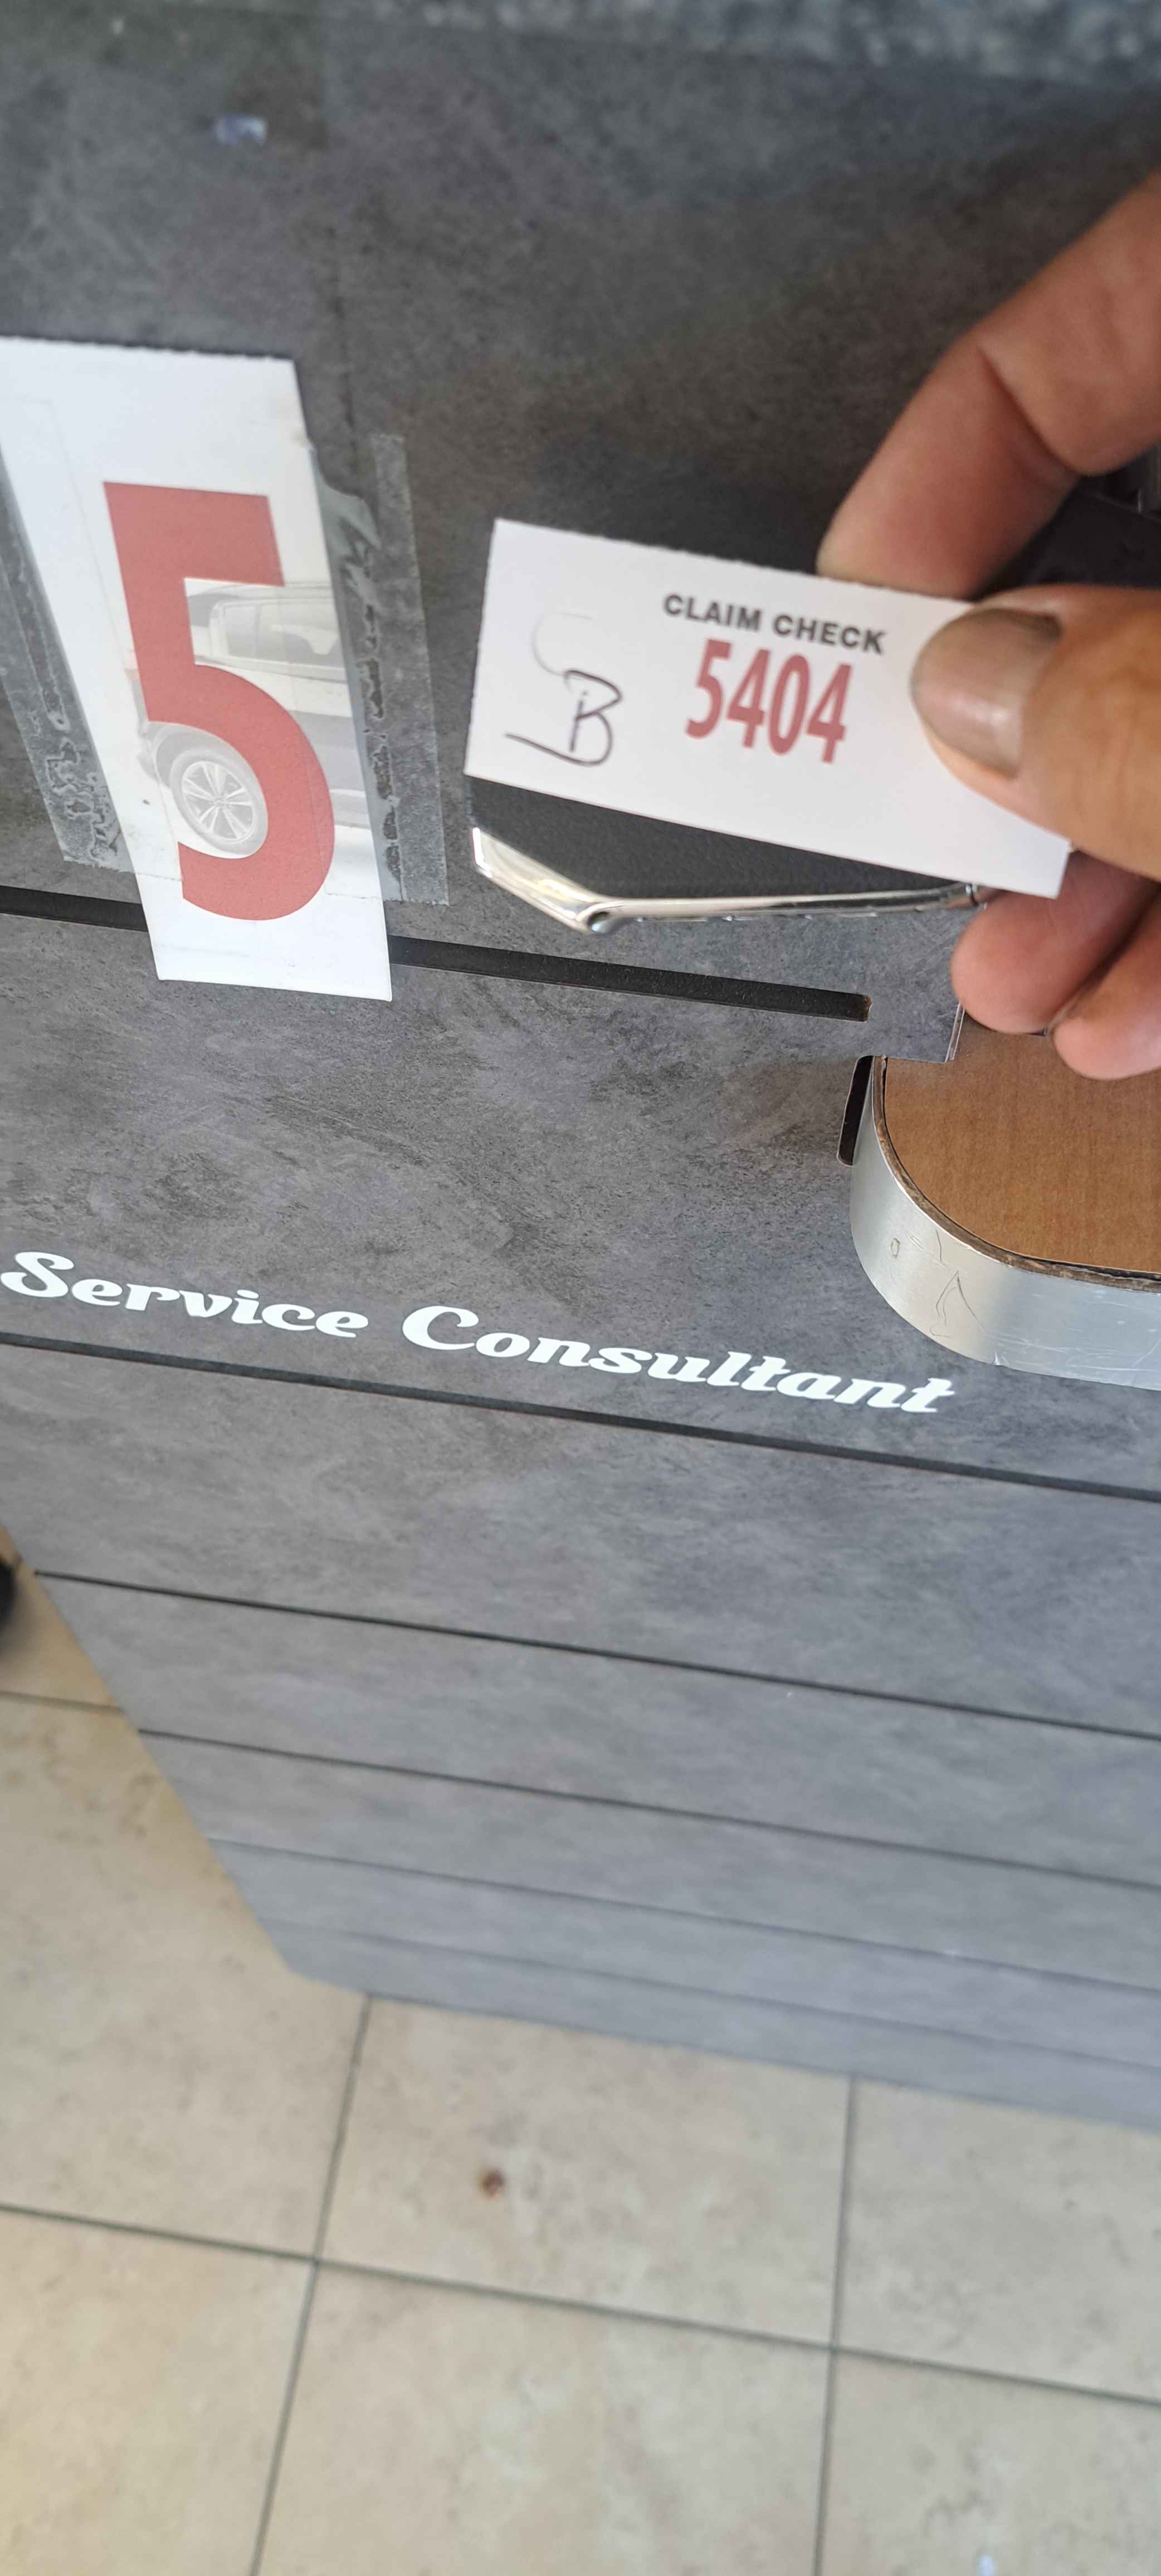 5
CLAIM CHECK
5404
B
Service Consultant